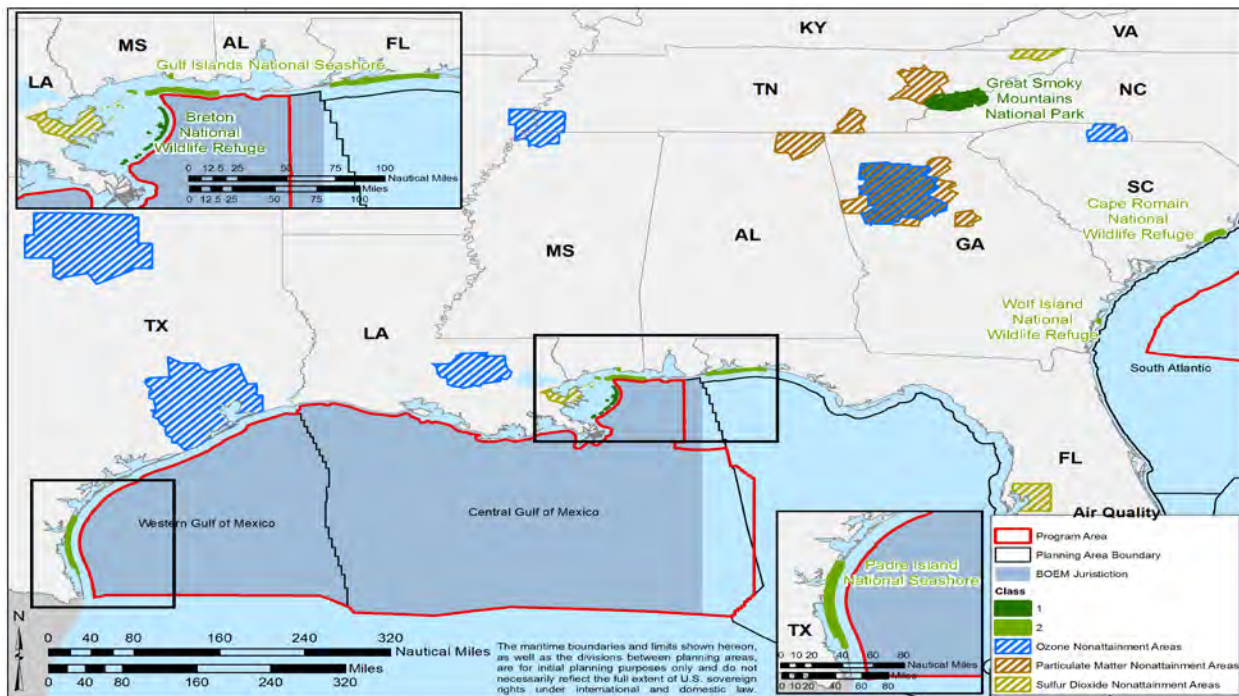 MS
AL
FL
Gulf Islands National Seashore
LA
Breton
National
Wildlife Refuge
0 12.5 25 50 75 100
Nautical Miles
Miles
0 12.5 25 50 75 100
KY
VA
TN
Great Smoky
Mountains
National Park
NC
SC
Cape Romain
National
Wildlife Refuge
MS
AL
GA
TX
LA
Wolf Island
National
Wildlife Refuge
South Atlantic
FL
Western Gulf of Mexico
Central Gulf of Mexico
Padre Island
National Seashore
TX
0 10 20 40 60 80
Nautical Miles
Miles
0 10 20 40 60 80
Air Quality
Program Area
Planning Area Boundary
BOEM Jurisdiction
Class
1
2
Ozone Nonattainment Areas
Particulate Matter Nonattainment Areas
Sulfur Dioxide Nonattainment Areas
N
0 40 80 160 240 320
Nautical Miles
Miles
0 40 80 160 240 320
The maritime boundaries and limits shown hereon,
as well as the divisions between planning areas,
are for initial planning purposes only and do not
necessarily reflect the full extent of U.S. sovereign
rights under international and domestic law.